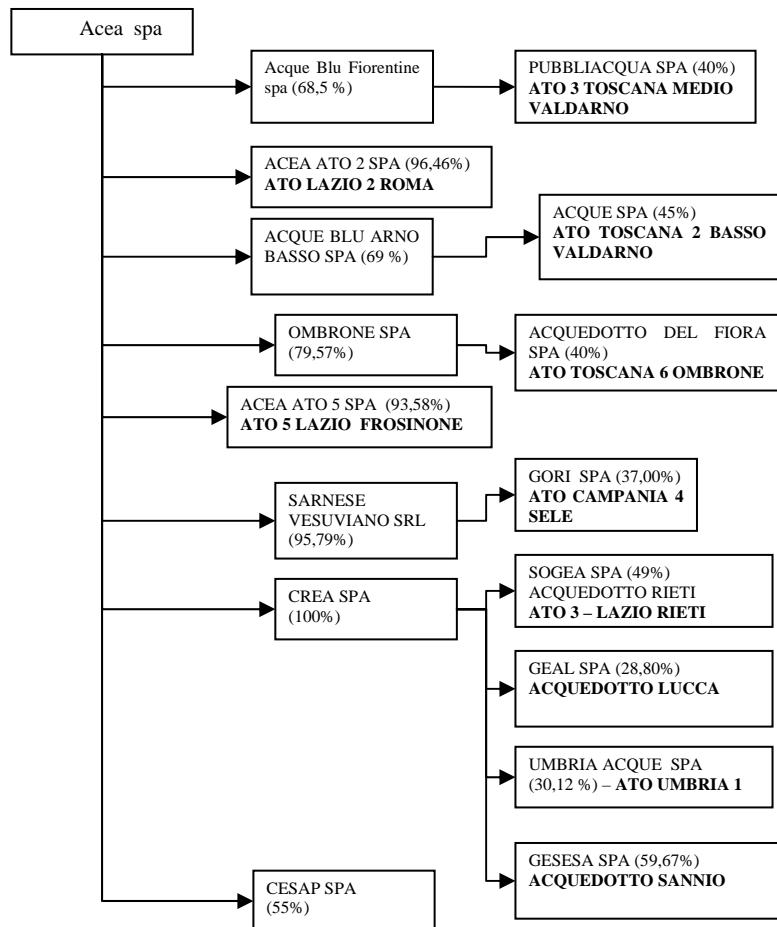 Acea spa
Acque Blu Fiorentine
spa (68,5 %)
PUBBLIACQUA SPA (40%)
ATO 3 TOSCANA MEDIO
VALDARNO
ACEA ATO 2 SPA (96,46%)
ATO LAZIO 2 ROMA
ACQUE BLU ARNO
BASSO SPA (69 %)
ACQUE SPA (45%)
ATO TOSCANA 2 BASSO
VALDARNO
OMBRONE SPA
(79,57%)
ACQUEDOTTO DEL FIORA
SPA (40%)
ATO TOSCANA 6 OMBRONE
ACEA ATO 5 SPA (93,58%)
ATO 5 LAZIO FROSINONE
SARNESE
VESUVIANO SRL
(95,79%)
GORI SPA (37,00%)
ATO CAMPANIA 4
SELE
CREA SPA
(100%)
SOGEA SPA (49%)
ACQUEDOTTO RIETI
ATO 3 – LAZIO RIETI
GEAL SPA (28,80%)
ACQUEDOTTO LUCCA
UMBRIA ACQUE SPA
(30,12 %) – ATO UMBRIA 1
GESESA SPA (59,67%)
ACQUEDOTTO SANNIO
CESAP SPA
(55%)